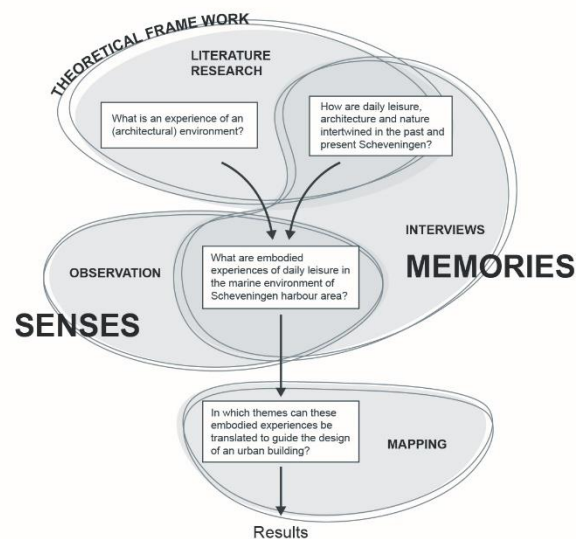 THEORETICAL FRAME WORK
LITERATURE
RESEARCH
What is an experience of an
(architectural) environment?
How are daily leisure,
architecture and nature
intertwined in the past and
present Scheveningen?
INTERVIEWS
MEMORIES
OBSERVATION
SENSES
What are embodied
experiences of daily leisure in
the marine environment of
Scheveningen harbour area?
In which themes can these
embodied experiences be
translated to guide the design
of an urban building?
MAPPING
Results